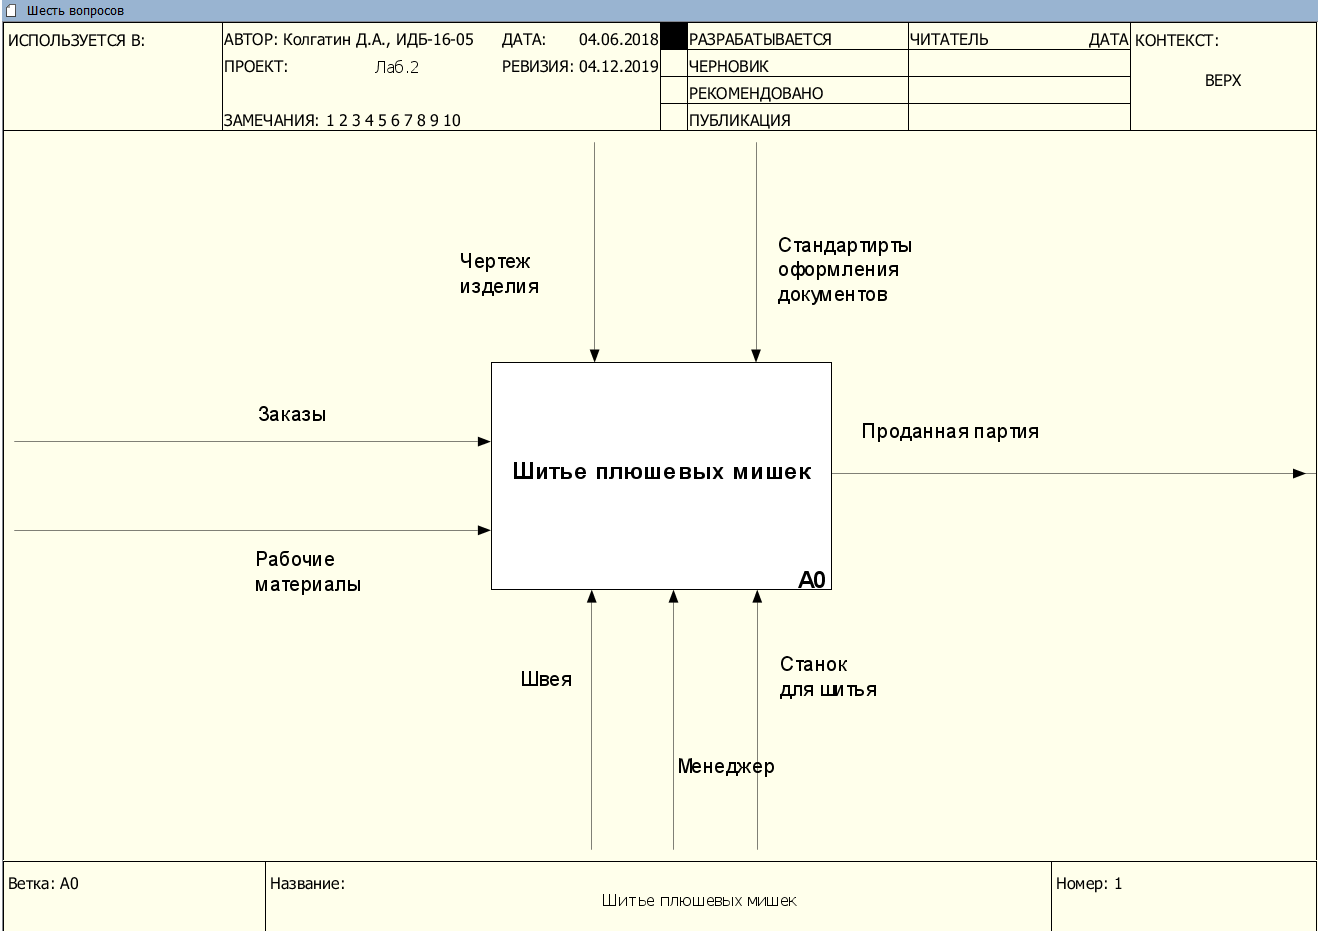 Шесть вопросов
ИСПОЛЬЗУЕТСЯ В:
АВТОР: Колгатин Д.А., ИДБ-16-05
ДАТА: 04.06.2018
ПРОЕКТ: Лаб.2
РЕВИЗИЯ: 04.12.2019
ЗАМЕЧАНИЯ: 1 2 3 4 5 6 7 8 9 10
РАЗРАБАТЫВАЕТСЯ
ЧЕРНОВИК
РЕКОМЕНДОВАНО
ПУБЛИКАЦИЯ
ЧИТАТЕЛЬ ДАТА
КОНТЕКСТ:
ВЕРХ
Чертеж
изделия
Стандартирты
оформления
документов
Заказы
Рабочие
материалы
Шитье плюшевых мишек
A0
Проданная партия
Швея
Менеджер
Станок
для шитья
Ветка: A0
Название:
Шитье плюшевых мишек
Номер: 1